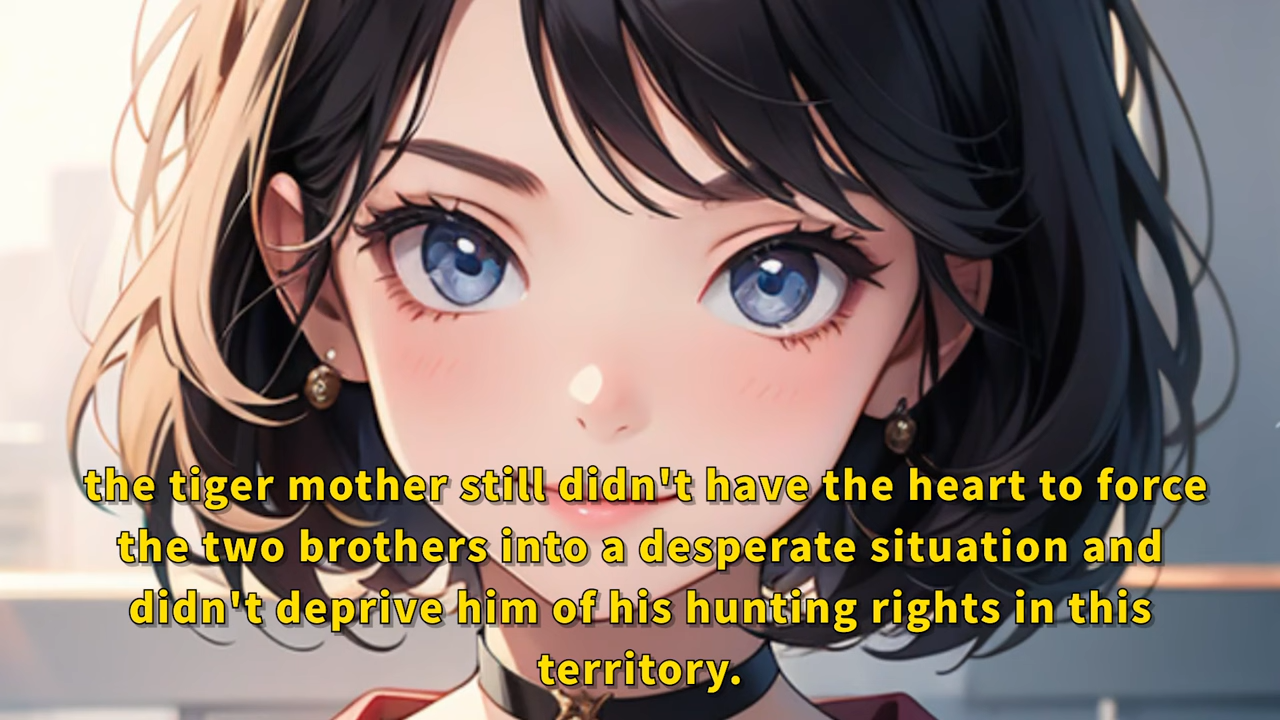 the tiger mother still didn't have the heart to force
the two brothers into a desperate situation and
didn't deprive him of his hunting rights in this
territory.